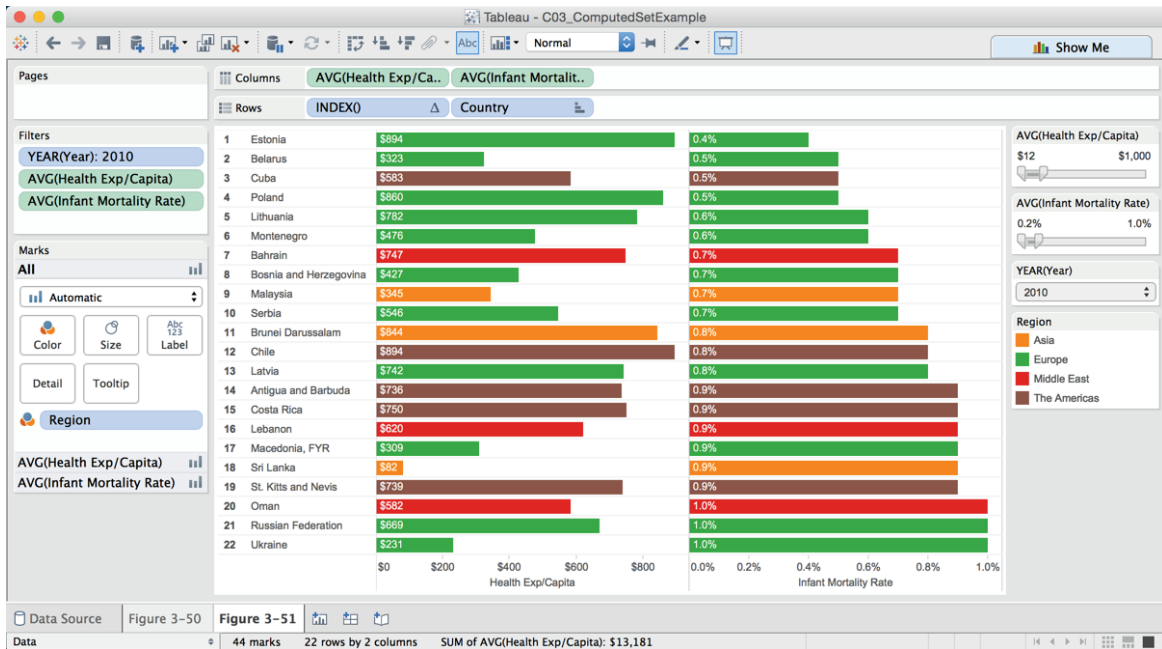 Tableau - C03_ComputedSetExample
Abc
Normal
Show Me
Pages
Columns AVG(Health Exp/Ca.. AVG(Infant Mortalit..
Rows INDEX() Δ Country
Filters
YEAR(Year): 2010
AVG(Health Exp/Capita)
AVG(Infant Mortality Rate)
Marks
All
Automatic
Color Size Abc 123 Label
Detail Tooltip
Region
AVG(Health Exp/Capita)
AVG(Infant Mortality Rate)
1 Estonia $894 0.4%
2 Belarus $323 0.5%
3 Cuba $583 0.5%
4 Poland $860 0.5%
5 Lithuania $782 0.6%
6 Montenegro $476 0.6%
7 Bahrain $747 0.7%
8 Bosnia and Herzegovina $427 0.7%
9 Malaysia $345 0.7%
10 Serbia $546 0.7%
11 Brunei Darussalam $844 0.8%
12 Chile $894 0.8%
13 Latvia $742 0.8%
14 Antigua and Barbuda $736 0.9%
15 Costa Rica $750 0.9%
16 Lebanon $620 0.9%
17 Macedonia, FYR $309 0.9%
18 Sri Lanka $82 0.9%
19 St. Kitts and Nevis $739 0.9%
20 Oman $582 1.0%
21 Russian Federation $669 1.0%
22 Ukraine $231 1.0%
$0 $200 $400 $600 $800 0.0% 0.2% 0.4% 0.6% 0.8% 1.0%
Health Exp/Capita Infant Mortality Rate
AVG(Health Exp/Capita)
$12 $1,000
AVG(Infant Mortality Rate)
0.2% 1.0%
YEAR(Year)
2010
Region
Asia
Europe
Middle East
The Americas
Data Source Figure 3-50 Figure 3-51
Data 44 marks 22 rows by 2 columns SUM of AVG(Health Exp/Capita): $13,181